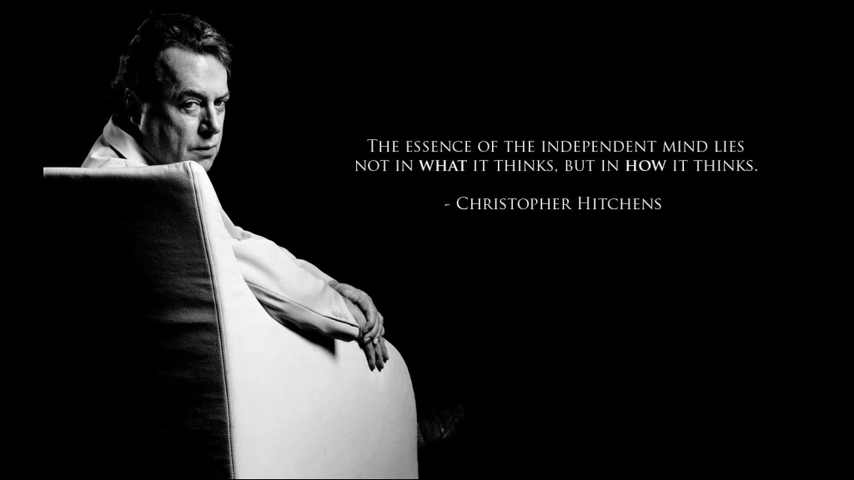 The essence of the independent mind lies
not in what it thinks, but in how it thinks.
- Christopher Hitchens